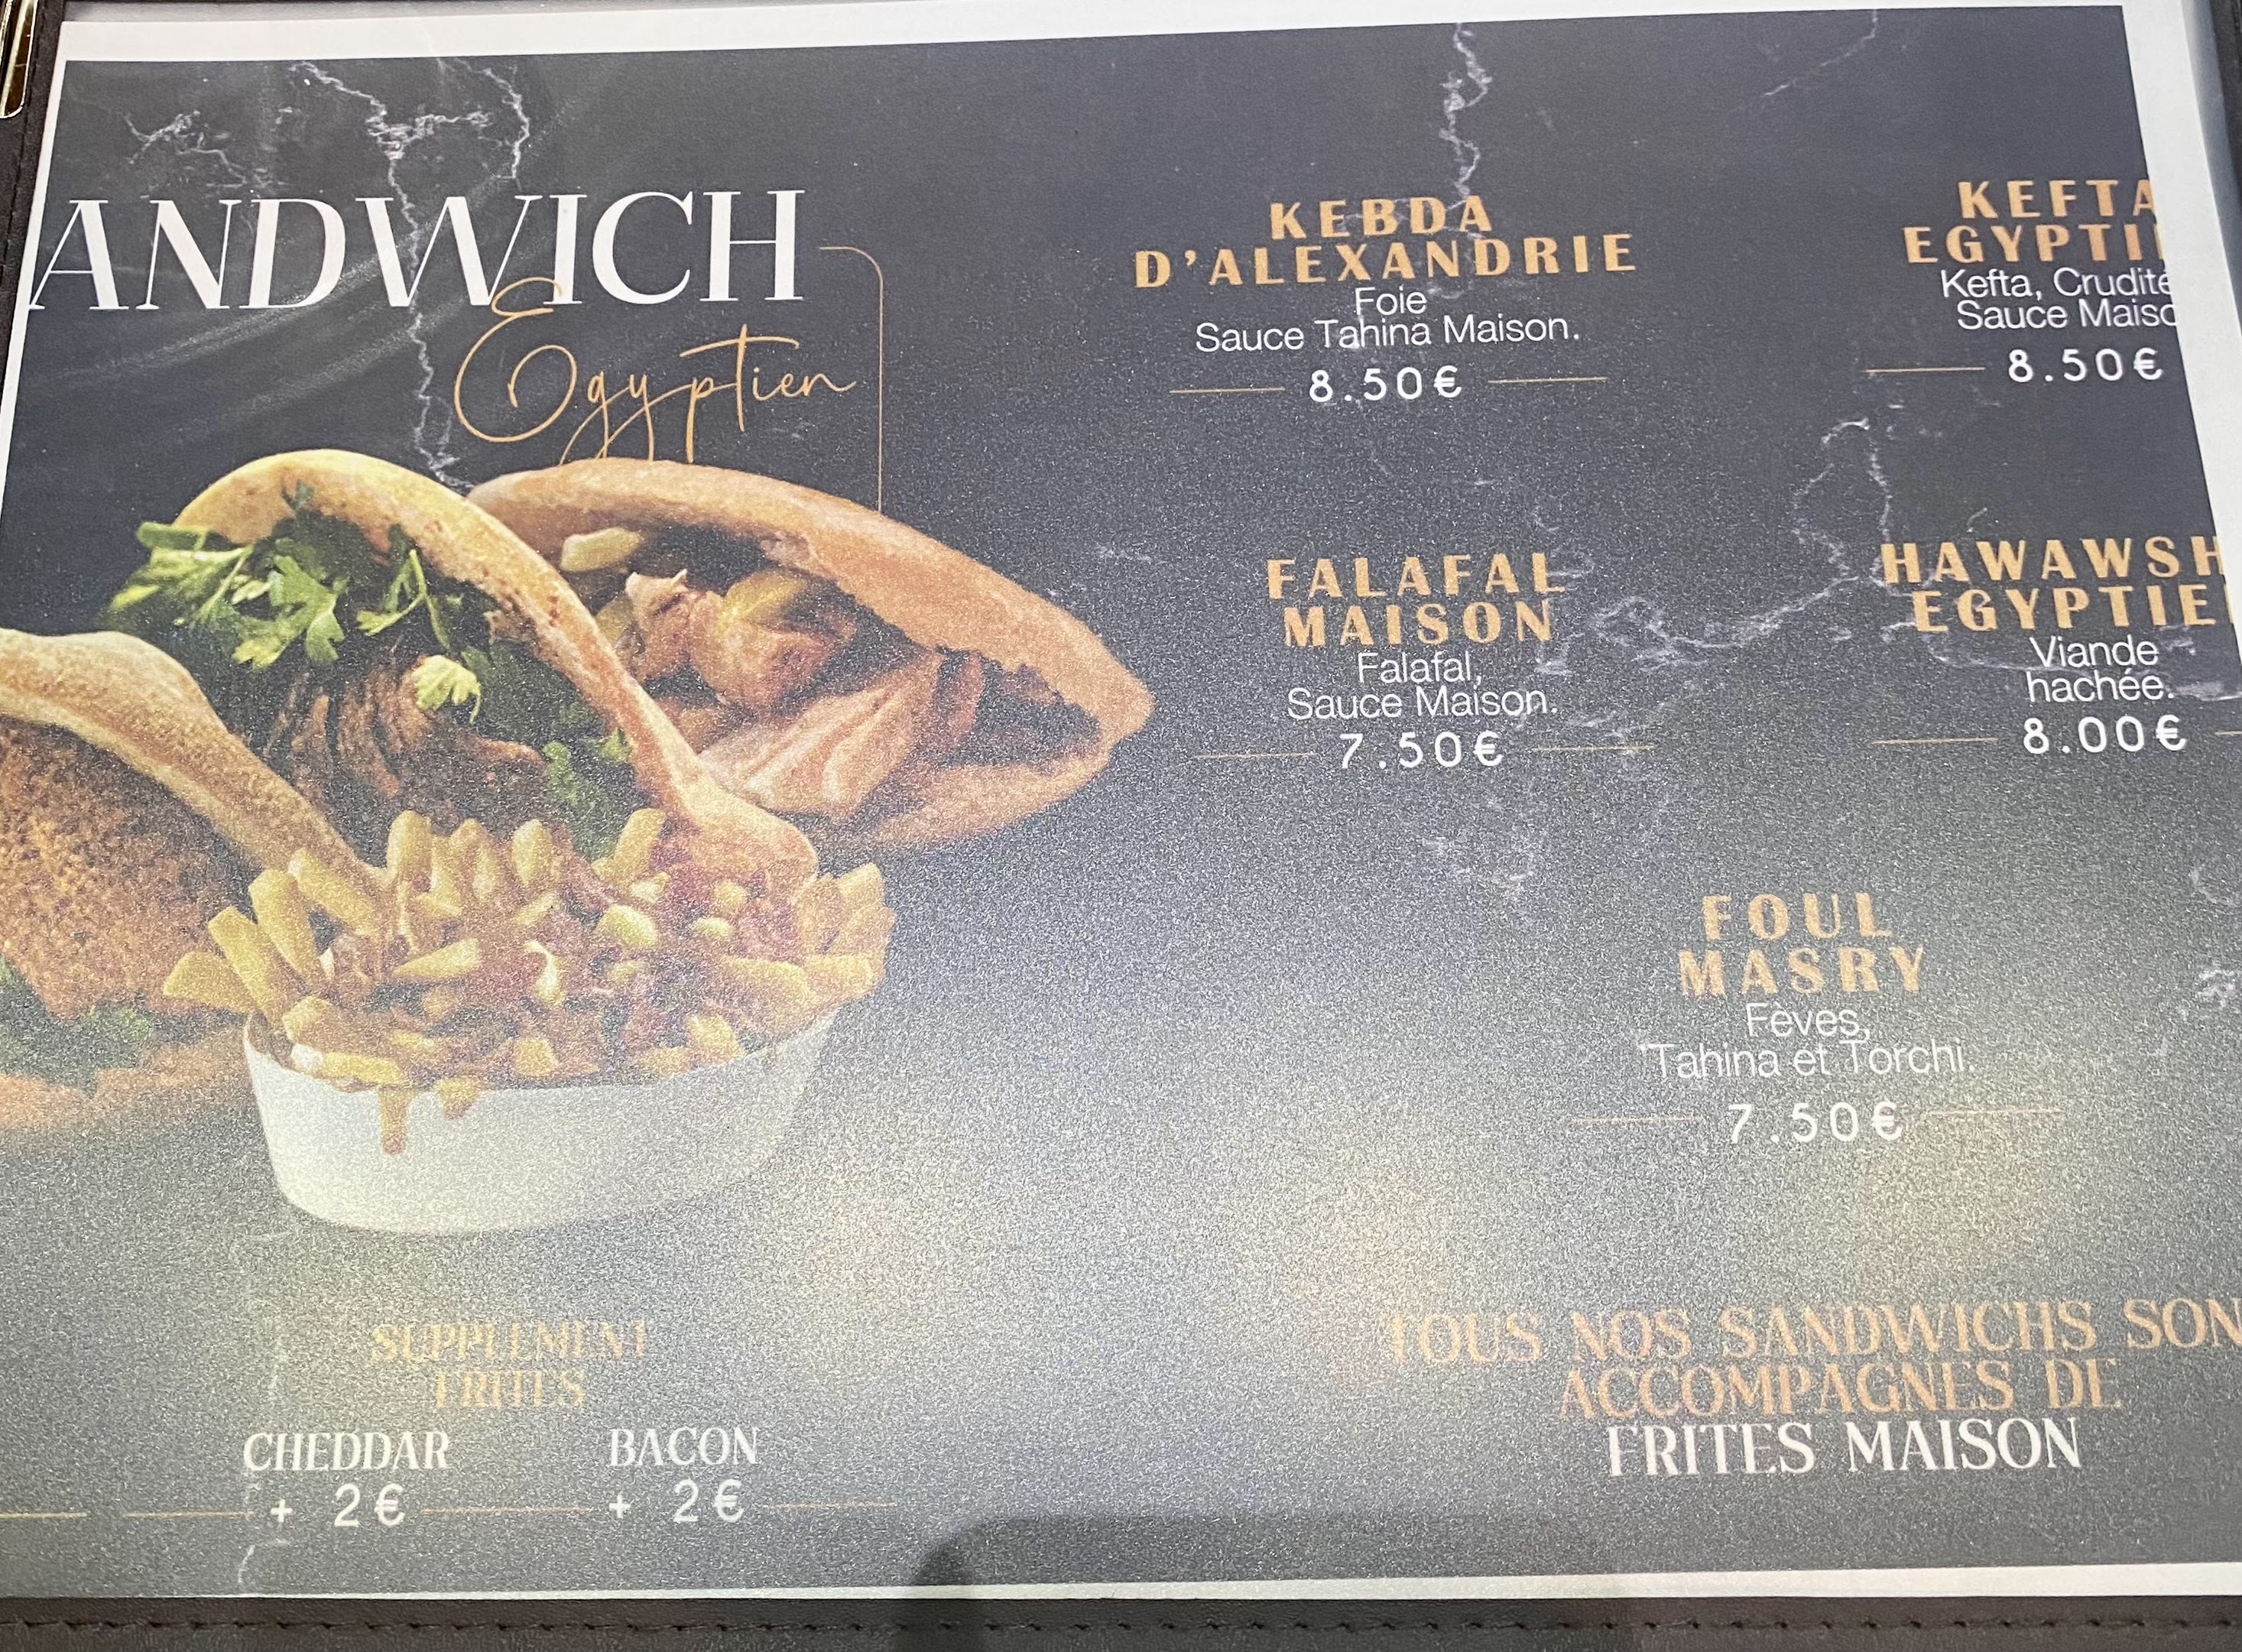 ANDWICH
Egyptien
KEBDA
D'ALEXANDRIE
Foie
Sauce Tahina Maison.
8.50€
KEFTA
EGYPTI
Kefta, Crudité
Sauce Maiso
8.50€
FALAFAL
MAISON
Falafal,
Sauce Maison.
7.50€
HAWAWSH
EGYPTIE
Viande
hachée.
8.00€
FOUL
MASRY
Fèves,
Tahina et Torchi.
7.50€
SUPPLEMENT
FRITES
CHEDDAR
+ 2€
BACON
+ 2€
TOUS NOS SANDWICHS SON
ACCOMPAGNES DE
FRITES MAISON